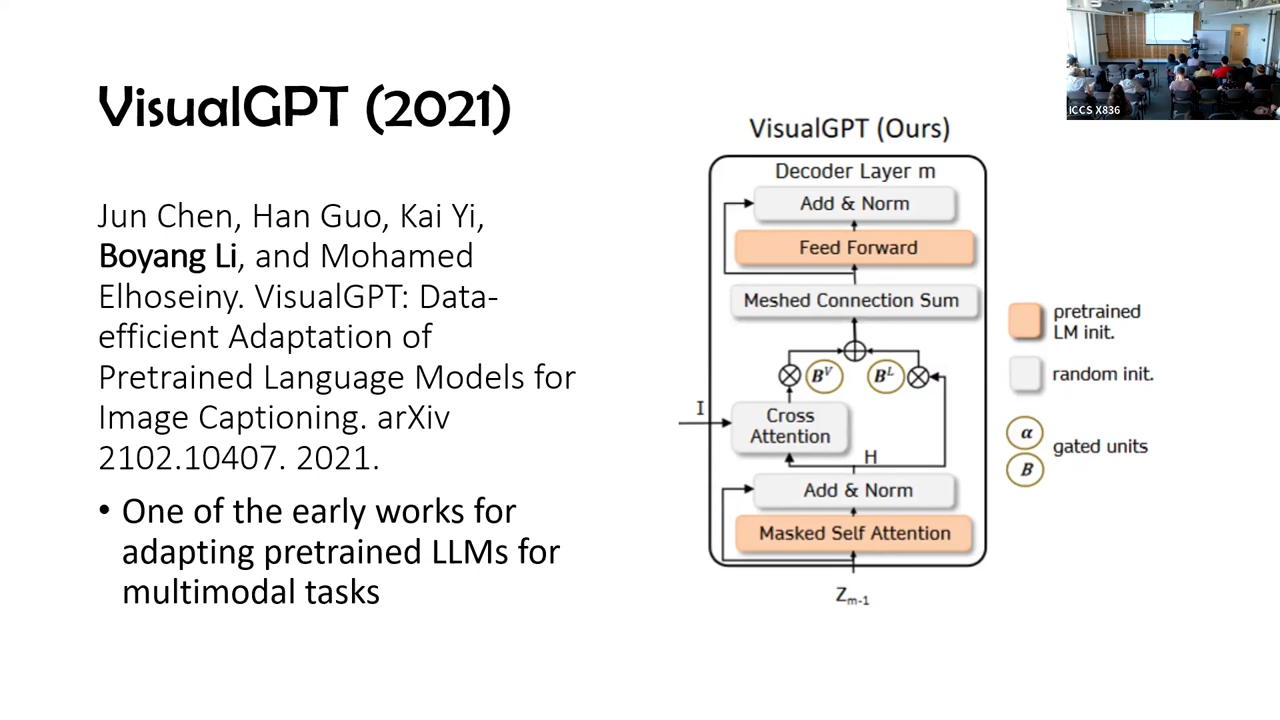 VisualGPT (2021)
Jun Chen, Han Guo, Kai Yi,
Boyang Li, and Mohamed
Elhoseiny. VisualGPT: Data-
efficient Adaptation of
Pretrained Language Models for
Image Captioning. arXiv
2102.10407. 2021.
• One of the early works for
adapting pretrained LLMs for
multimodal tasks
VisualGPT (Ours)
Decoder Layer m
Add & Norm
Feed Forward
Meshed Connection Sum
B^V
B^L
I
Cross
Attention
H
Add & Norm
Masked Self Attention
Z_{m-1}
pretrained
LM init.
random init.
α
B
gated units
ICCS X836